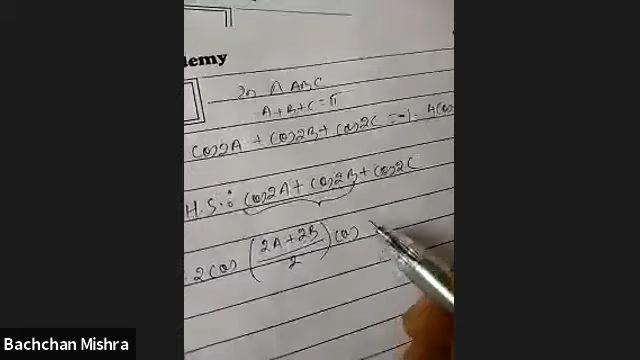 demy
In Δ ABC
A+B+C=π
Cos2A + Cos2B + Cos2C = -1 - 4Cos
H.S.: Cos2A + Cos2B + Cos2C
2Cos (2A+2B/2) Cos
Bachchan Mishra